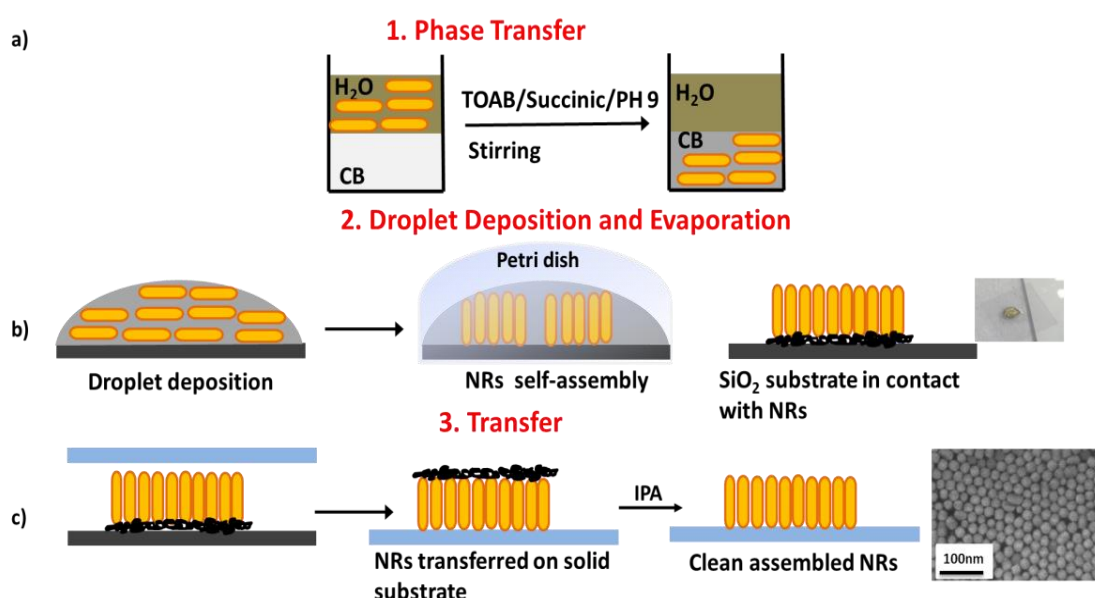 a)
1. Phase Transfer
H₂O
CB
TOAB/Succinic/PH 9
Stirring
H₂O
CB
2. Droplet Deposition and Evaporation
b)
Droplet deposition
Petri dish
NRs self-assembly
SiO₂ substrate in contact
with NRs
3. Transfer
c)
NRs transferred on solid
substrate
IPA
Clean assembled NRs
100nm